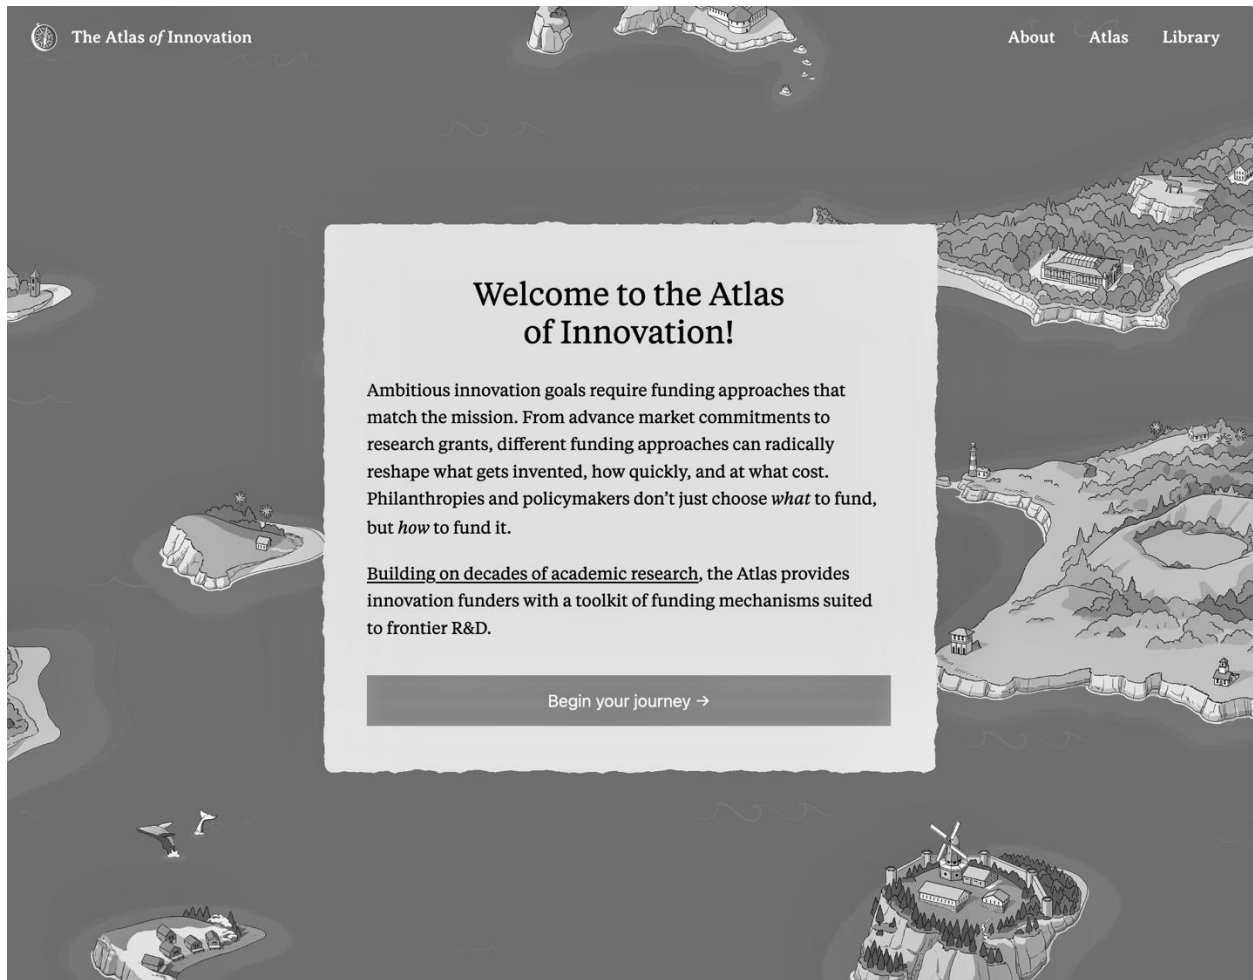 The Atlas of Innovation
About Atlas Library
Welcome to the Atlas
of Innovation!
Ambitious innovation goals require funding approaches that
match the mission. From advance market commitments to
research grants, different funding approaches can radically
reshape what gets invented, how quickly, and at what cost.
Philanthropies and policymakers don’t just choose what to fund,
but how to fund it.
Building on decades of academic research, the Atlas provides
innovation funders with a toolkit of funding mechanisms suited
to frontier R&D.
Begin your journey →